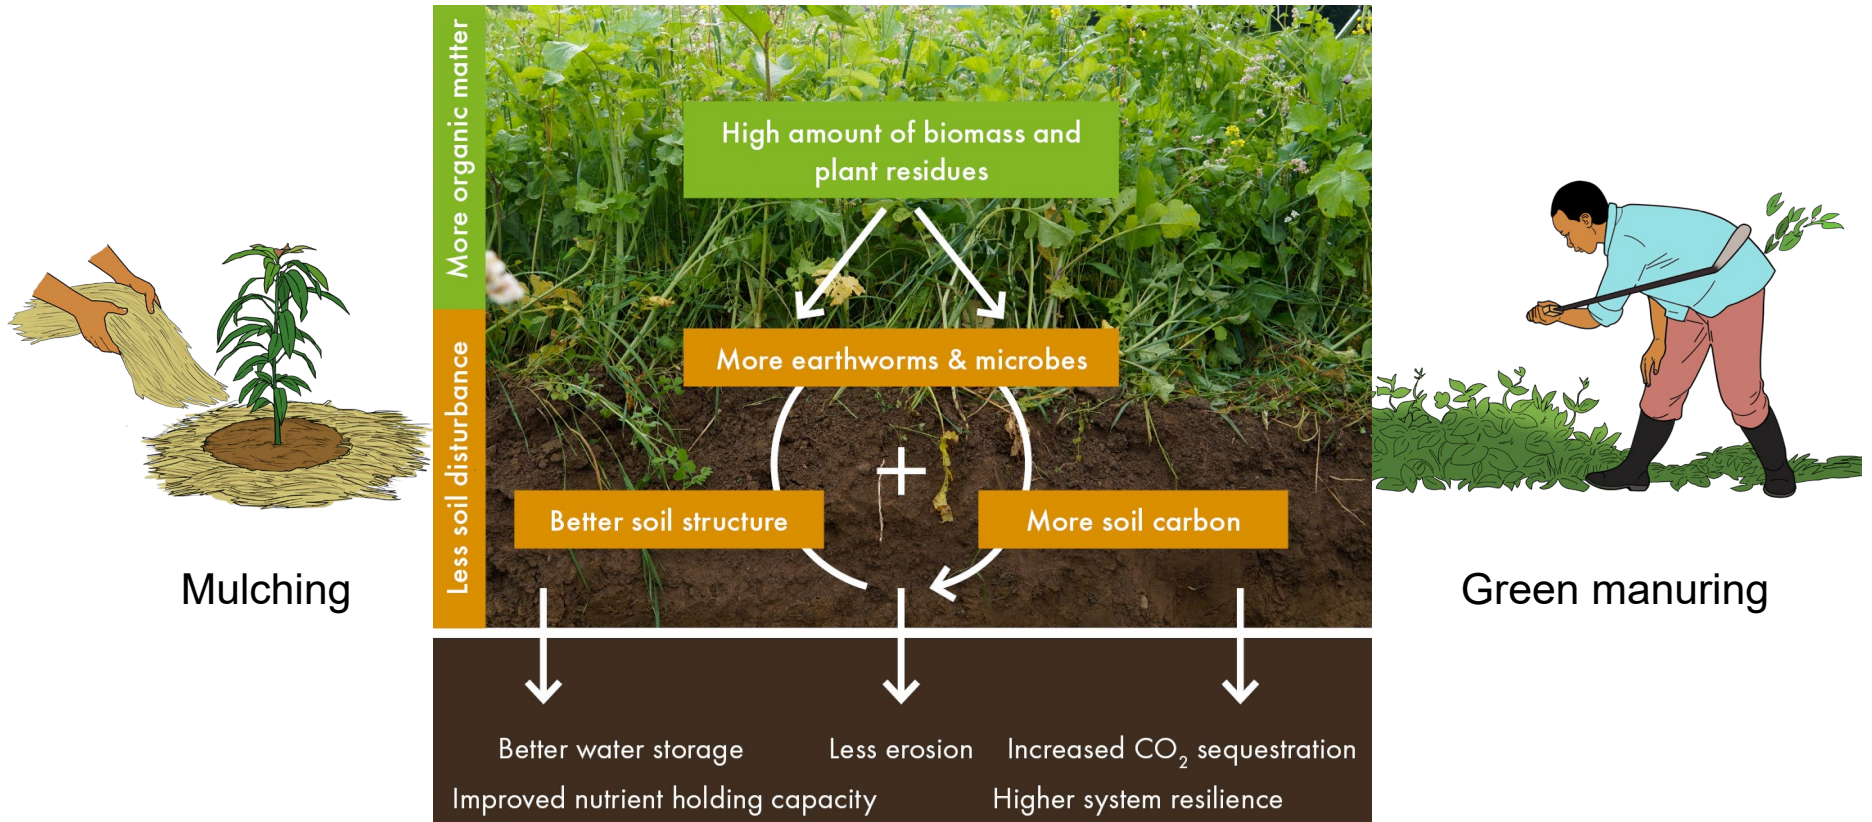 More organic matter
Less soil disturbance
High amount of biomass and
plant residues
More earthworms & microbes
Better soil structure
More soil carbon
Better water storage
Less erosion
Increased CO₂ sequestration
Improved nutrient holding capacity
Higher system resilience
Mulching
Green manuring